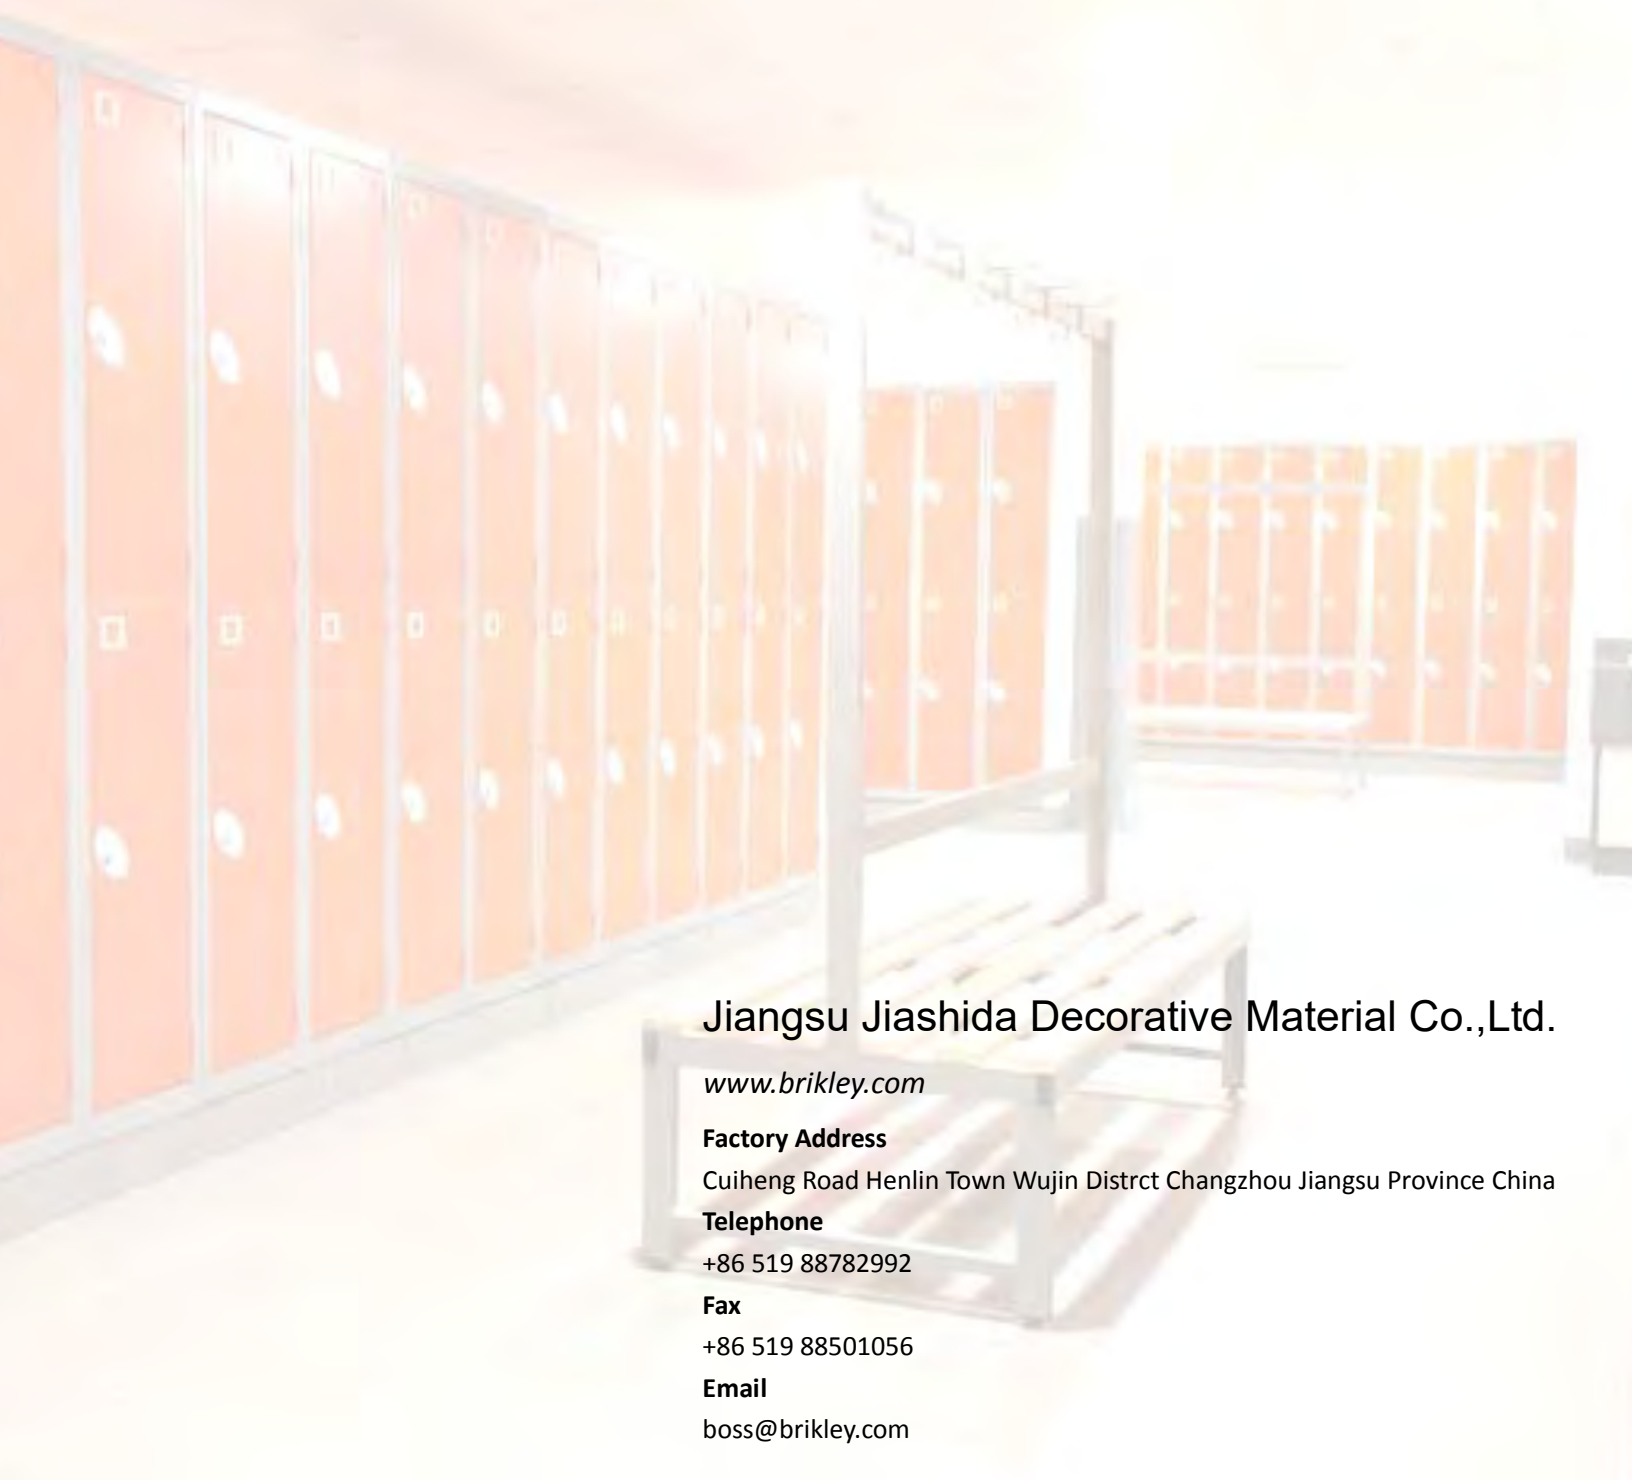 Jiangsu Jiashida Decorative Material Co.,Ltd.
www.brikley.com
Factory Address
Cuiheng Road Henlin Town Wujin Distrct Changzhou Jiangsu Province China
Telephone
+86 519 88782992
Fax
+86 519 88501056
Email
boss@brikley.com